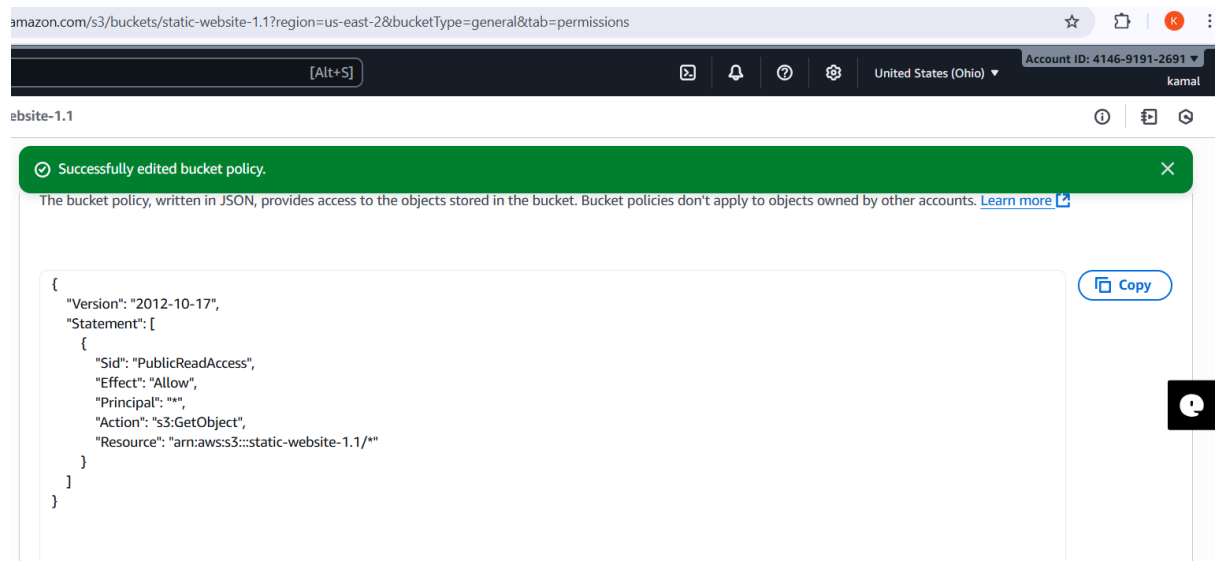 amazon.com/s3/buckets/static-website-1.1?region=us-east-2&bucketType=general&tab=permissions
K
[Alt+S]
United States (Ohio) ▼
Account ID: 4146-9191-2691 ▼
kamal
ebsite-1.1
Successfully edited bucket policy.
The bucket policy, written in JSON, provides access to the objects stored in the bucket. Bucket policies don't apply to objects owned by other accounts. Learn more
Copy
{
"Version": "2012-10-17",
"Statement": [
{
"Sid": "PublicReadAccess",
"Effect": "Allow",
"Principal": "*",
"Action": "s3:GetObject",
"Resource": "arn:aws:s3:::static-website-1.1/*"
}
]
}